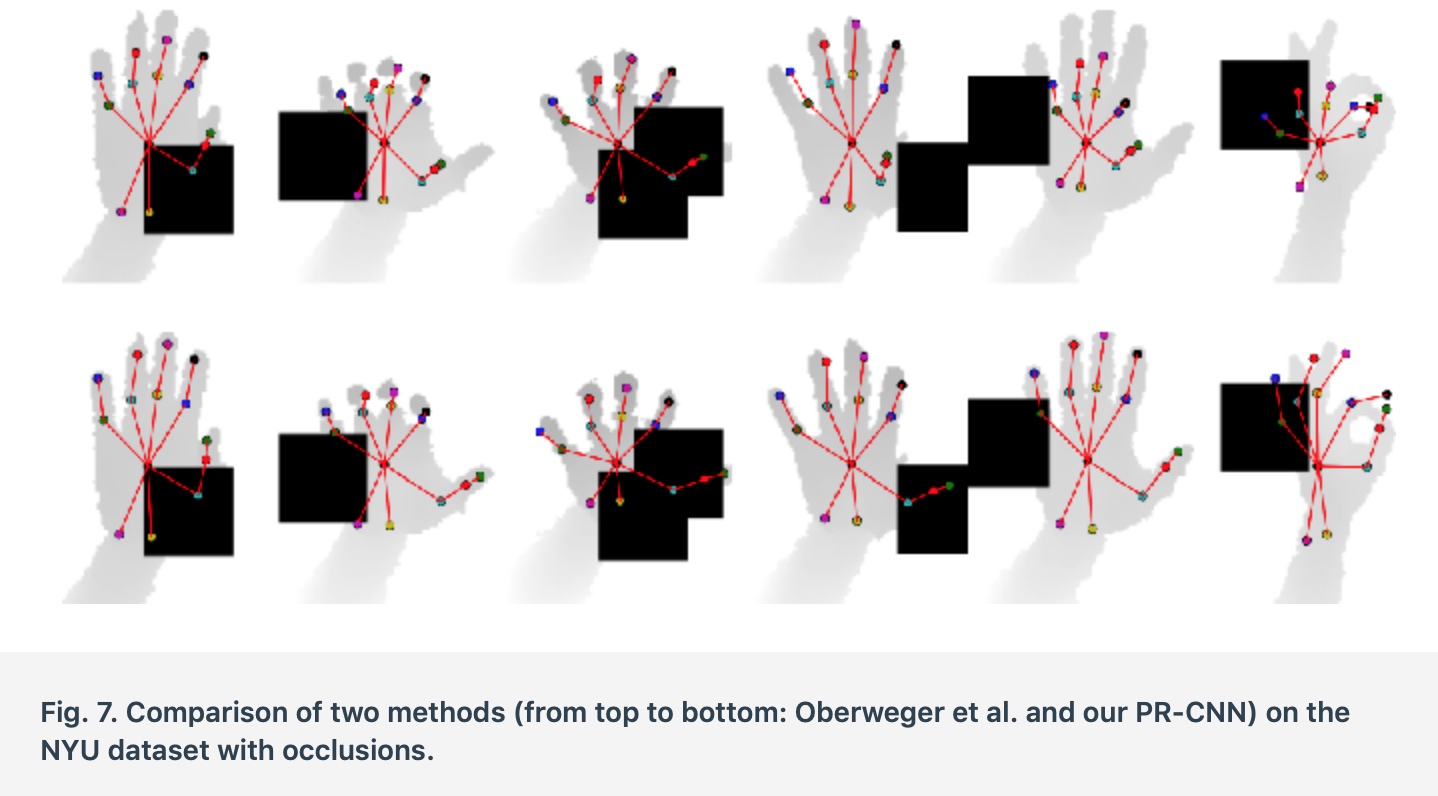 Fig. 7. Comparison of two methods (from top to bottom: Oberweger et al. and our PR-CNN) on the
NYU dataset with occlusions.